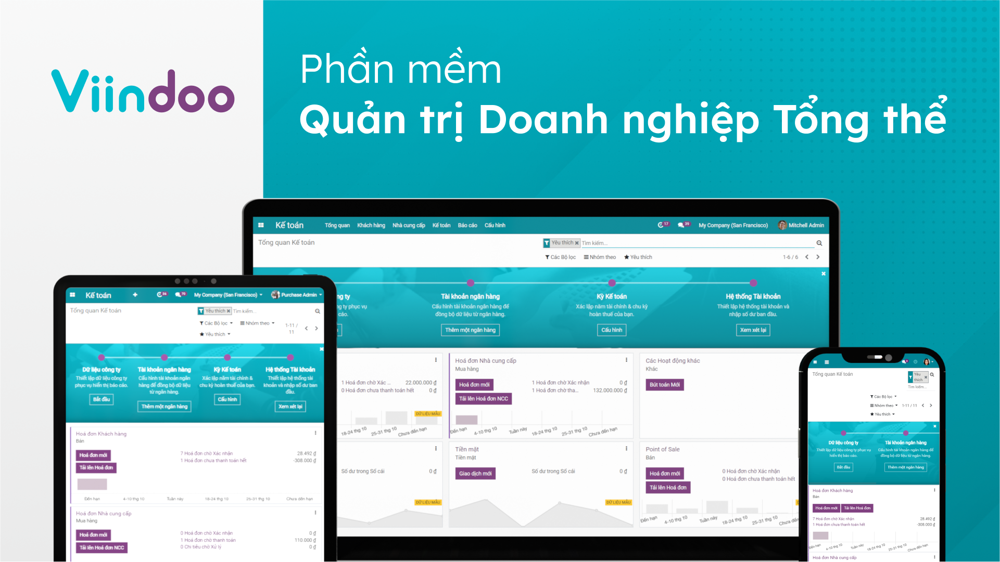 Viindoo
Phần mềm
Quản trị Doanh nghiệp Tổng thể
Kế toán
Tổng quan Khách hàng Nhà cung cấp Kế toán Báo cáo Cấu hình
17 39 My Company (San Francisco) Mitchell Admin
Tổng quan Kế toán
Yêu thích Tìm kiếm...
Các Bộ lọc Nhóm theo Yêu thích
1-6 / 6
ng ty
ng ty phục vụ
cáo.
Tài khoản ngân hàng
Cấu hình tài khoản ngân hàng để
đồng bộ dữ liệu từ ngân hàng.
Thêm một ngân hàng
Kỳ Kế toán
Xác lập năm tài chính & chu kỳ
hoàn thuế của bạn.
Cấu hình
Hệ thống Tài khoản
Thiết lập hệ thống tài khoản và
nhập số dư ban đầu.
Xem xét lại
1 Hoá đơn chờ Xác ... 22.000.000 ₫
0 Hoá đơn chưa thanh toán hết 0 ₫
DỮ LIỆU MẪU
18-24 thg 10 25-31 thg 10 Chưa đến hạn
Hoá đơn Nhà cung cấp
Mua hàng
Hoá đơn mới
Tải lên Hoá đơn NCC
1 Hoá đơn chờ Xác nhận 0 ₫
1 Hoá đơn chờ tha... 132.000.000 ₫
Đến hạn 4-10 thg 10 Tuần này 18-24 thg 10 25-31 thg 10 Chưa đến hạn
Các Hoạt động khác
Khác
Bút toán Mới
Số dư trong Sổ cái 0 ₫
DỮ LIỆU MẪU
Tiền mặt
Tiền mặt
Giao dịch mới
Số dư trong Sổ cái 0 ₫
DỮ LIỆU MẪU
Point of Sale
Bán
Hoá đơn mới
Tải lên Hoá đơn
0 Hoá đơn chờ Xác nhận
0 Hoá đơn chưa thanh toán hết
Đến hạn 4-10 thg 10 Tuần này 18-24 thg 10 25-31 thg 10 Chưa đến
Kế toán
26 70 My Company (San Francisco) Purchase Admin
Tổng quan Kế toán
Yêu thích Tìm kiếm...
Các Bộ lọc Nhóm theo
Yêu thích
1-11 /
11
Dữ liệu công ty
Thiết lập dữ liệu công ty
phục vụ hiển thị báo cáo.
Bắt đầu
Tài khoản ngân hàng
Cấu hình tài khoản ngân
hàng để đồng bộ dữ liệu
từ ngân hàng.
Thêm một ngân hàng
Kỳ Kế toán
Xác lập năm tài chính &
chu kỳ hoàn thuế của bạn.
Cấu hình
Hệ thống Tài khoản
Thiết lập hệ thống tài
khoản và nhập số dư ban
đầu.
Xem xét lại
Hoá đơn Khách hàng
Bán
Hoá đơn mới
Tải lên Hoá đơn
7 Hoá đơn chờ Xác nhận 28.492 ₫
1 Hoá đơn chưa thanh toán hết -308.000 ₫
Đến hạn 4-10 thg 10 Tuần này 18-24 thg 10 25-31 thg 10 Chưa đến hạn
Hoá đơn Nhà cung cấp
Mua hàng
Hoá đơn mới
Tải lên Hoá đơn NCC
0 Hoá đơn chờ Xác nhận 0 ₫
1 Hoá đơn chờ thanh toán 110.000 ₫
0 Chi tiêu chờ Xử lý 0 ₫
Tổng quan Kế toán
Yêu
thích
Tìm kiếm...
Các Bộ lọc
Nhóm theo 1-11 / 11
Yêu thích
Dữ liệu công ty
Thiết lập dữ liệu công ty phục vụ
hiển thị báo cáo.
Bắt đầu
Tài khoản ngân hàng
Cấu hình tài khoản ngân hàng để
đồng bộ dữ liệu từ ngân hàng.
Thêm một ngân hàng
Hoá đơn Khách hàng
Bán
Hoá đơn mới Tải lên Hoá đơn
7 Hoá đơn chờ Xác nhận 28.492 ₫
1 Hoá đơn chưa thanh toán hết -308.000 ₫
Đến hạn 4-10 thg 10 Tuần này 18-24 thg 10 25-31 thg 10 Chưa đến hạn
Hoá đơn Nhà cung cấp